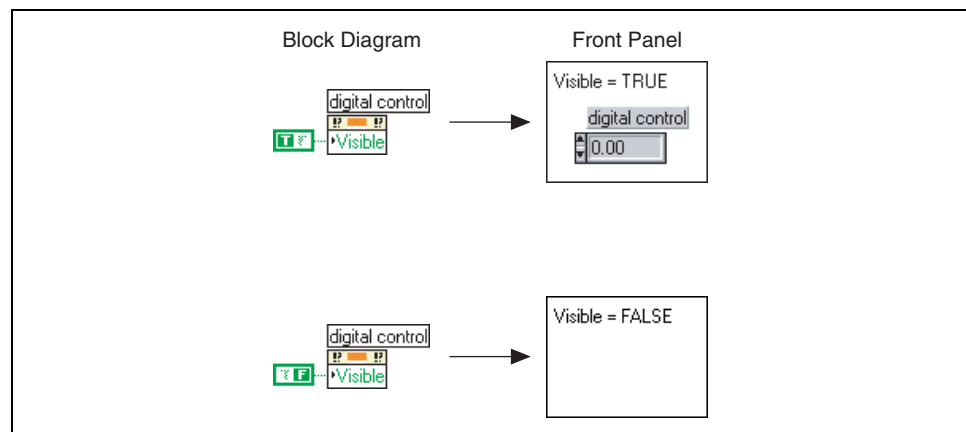 Block Diagram
Front Panel
digital control
!? !?
T F
Visible
Visible = TRUE
digital control
0.00
digital control
!? !?
T F
Visible
Visible = FALSE